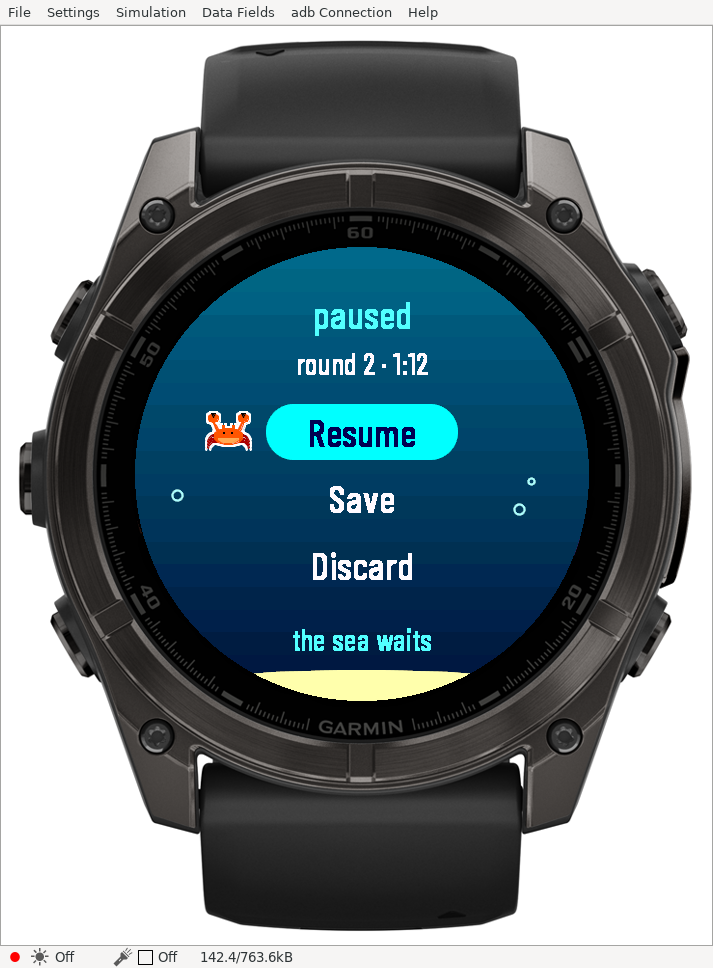 File Settings Simulation Data Fields adb Connection Help
60
50
paused
round 2 · 1:12
Resume
Save
Discard
40
20
the sea waits
GARMIN
Off Off 142.4/763.6kB